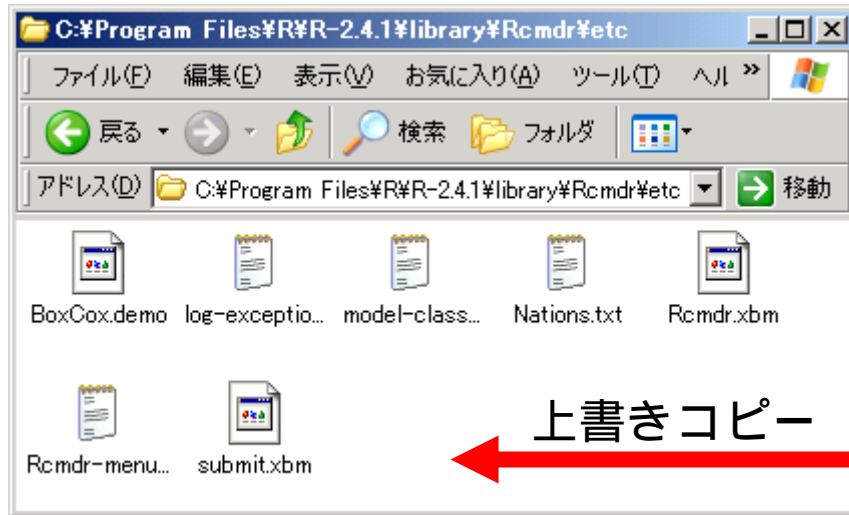 C:¥Program Files¥R¥R-2.4.1¥library¥Rcmdr¥etc
ファイル(F) 編集(E) 表示(V) お気に入り(A) ツール(T) ヘル »
戻る 検索 フォルダ
アドレス(D) C:¥Program Files¥R¥R-2.4.1¥library¥Rcmdr¥etc 移動
BoxCox.demo log-exceptio... model-class... Nations.txt Rcmdr.xbm
上書きコピー
Rcmdr-menu... submit.xbm